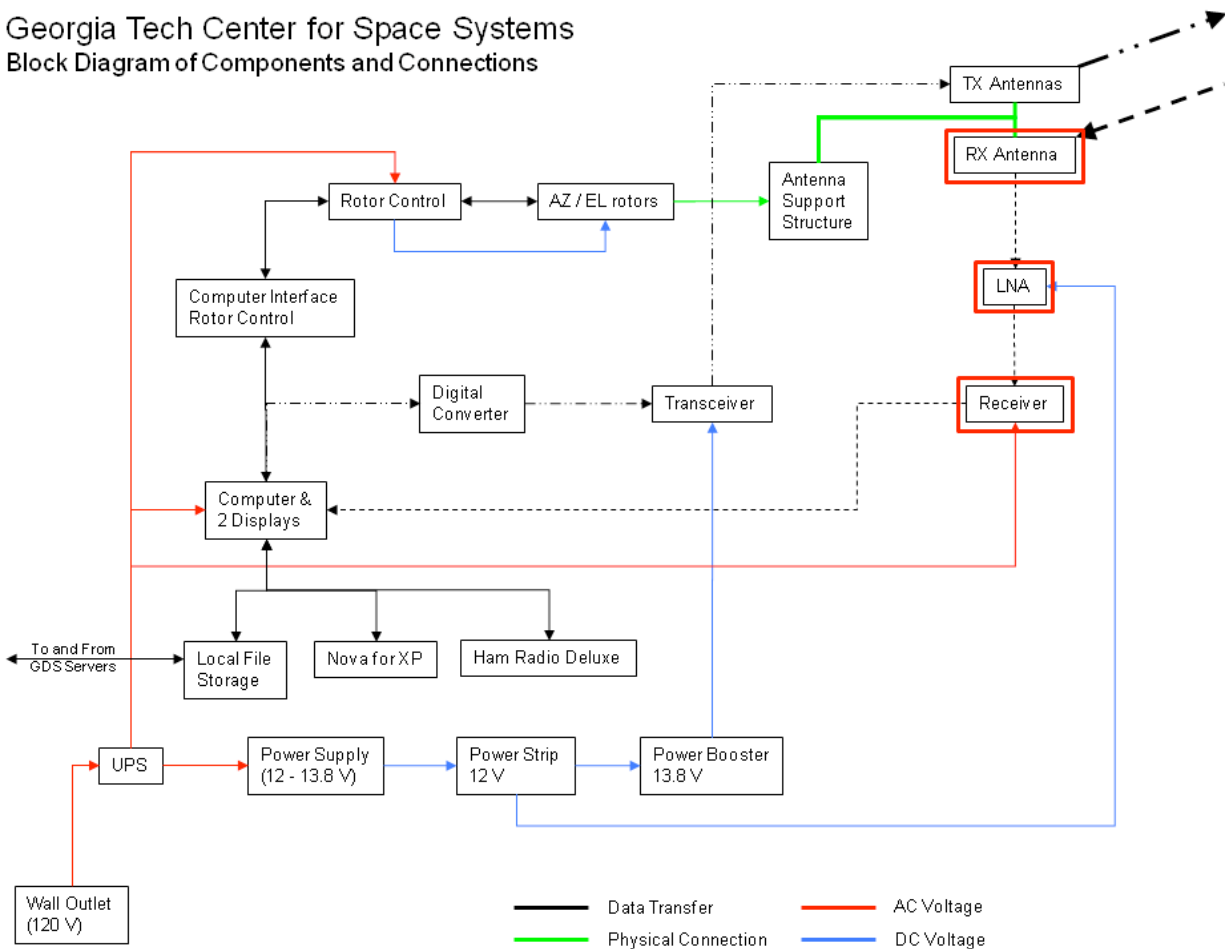 Georgia Tech Center for Space Systems
Block Diagram of Components and Connections
TX Antennas
RX Antenna
Rotor Control
AZ / EL rotors
Antenna
Support
Structure
Computer Interface
Rotor Control
LNA
Digital
Converter
Transceiver
Receiver
Computer &
2 Displays
To and From
GDS Servers
Local File
Storage
Nova for XP
Ham Radio Deluxe
UPS
Power Supply
(12 - 13.8 V)
Power Strip
12 V
Power Booster
13.8 V
Wall Outlet
(120 V)
Data Transfer
AC Voltage
Physical Connection
DC Voltage